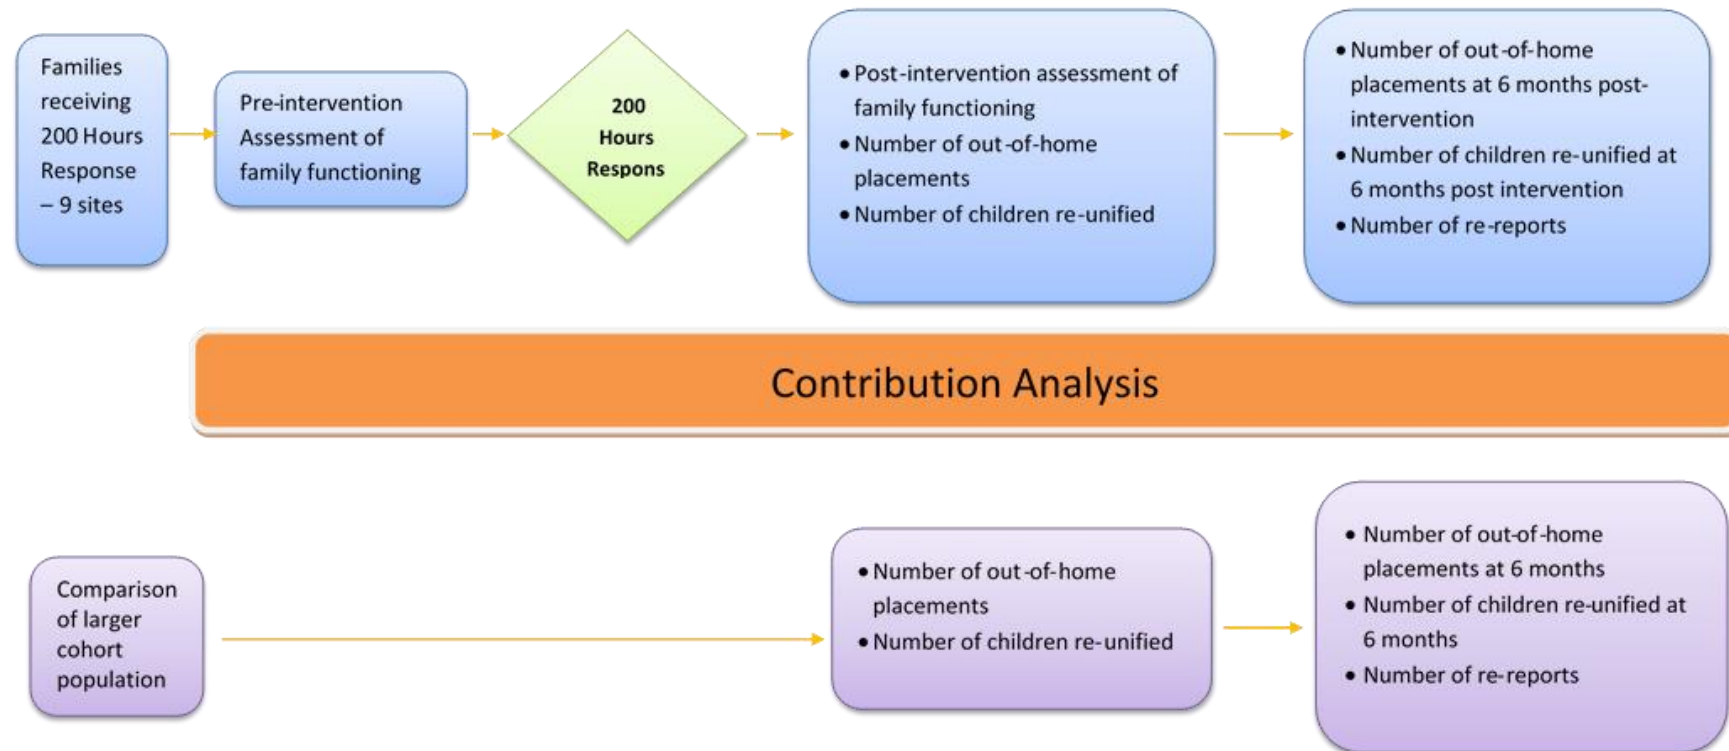 Families
receiving
200 Hours
Response
– 9 sites
Pre-intervention
Assessment of
family functioning
200
Hours
Respons
• Post-intervention assessment of
family functioning
• Number of out-of-home
placements
• Number of children re-unified
• Number of out-of-home
placements at 6 months post-
intervention
• Number of children re-unified at
6 months post intervention
• Number of re-reports
Contribution Analysis
Comparison
of larger
cohort
population
• Number of out-of-home
placements
• Number of children re-unified
• Number of out-of-home
placements at 6 months
• Number of children re-unified at
6 months
• Number of re-reports